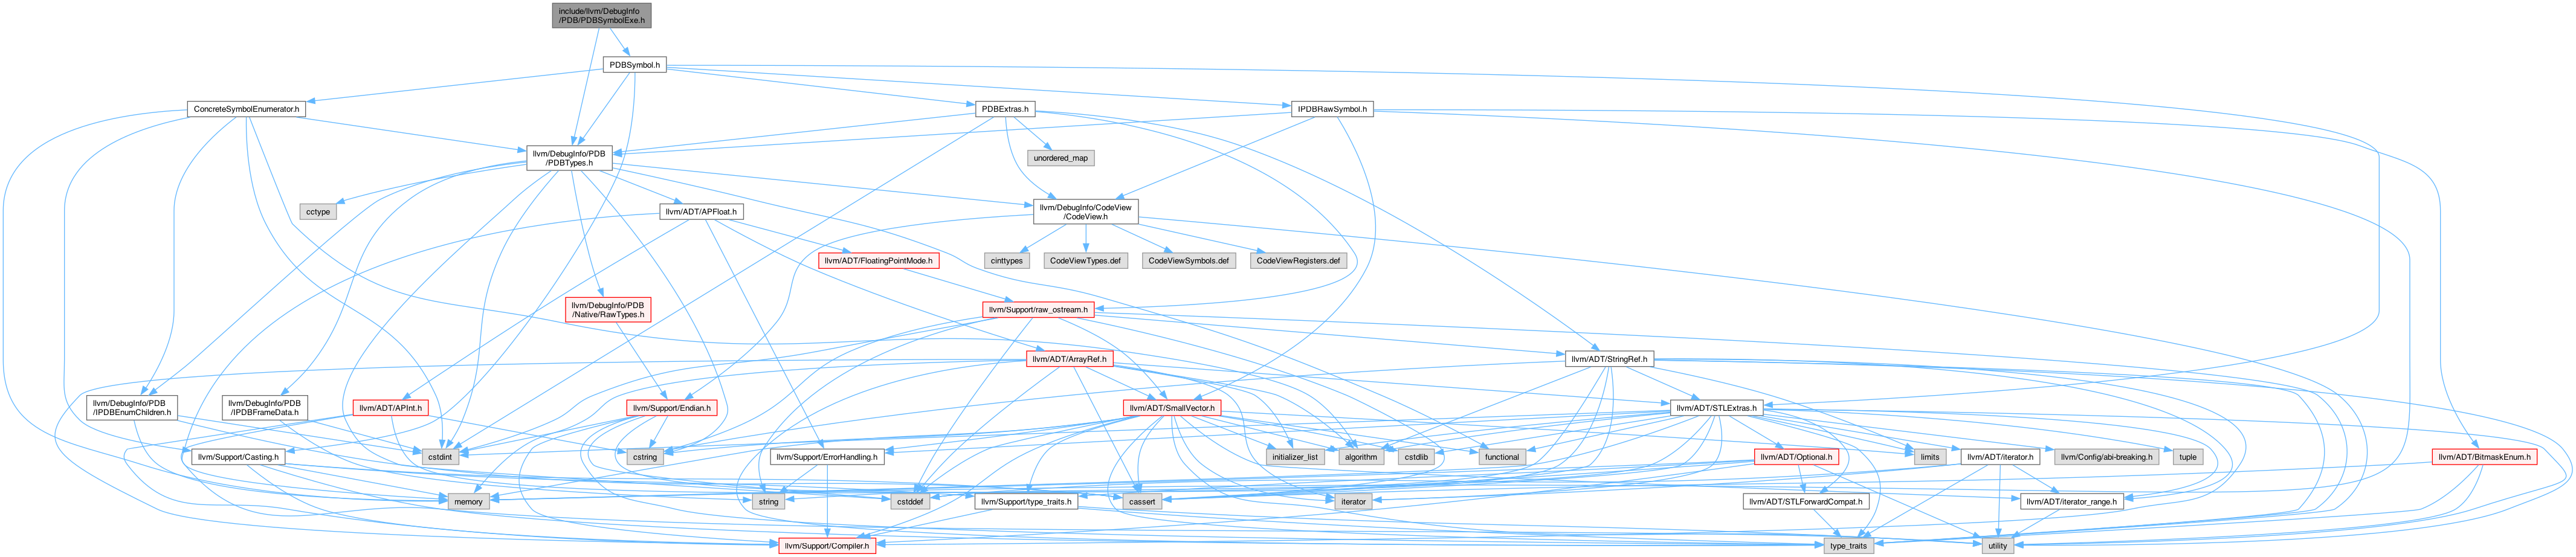 include/llvm/DebugInfo
/PDB/PDBSymbolExe.h
PDBSymbol.h
ConcreteSymbolEnumerator.h
PDBExtras.h
IPDBRawSymbol.h
llvm/DebugInfo/PDB
/PDBTypes.h
unordered_map
cctype
llvm/ADT/APFloat.h
llvm/DebugInfo/CodeView
/CodeView.h
llvm/ADT/FloatingPointMode.h
cinttypes
CodeViewTypes.def
CodeViewSymbols.def
CodeViewRegisters.def
llvm/DebugInfo/PDB
/Native/RawTypes.h
llvm/Support/raw_ostream.h
llvm/ADT/ArrayRef.h
llvm/ADT/StringRef.h
llvm/DebugInfo/PDB
/IPDBEnumChildren.h
llvm/DebugInfo/PDB
/IPDBFrameData.h
llvm/ADT/APInt.h
llvm/Support/Endian.h
llvm/ADT/SmallVector.h
llvm/ADT/STLExtras.h
llvm/Support/Casting.h
cstdint
cstring
llvm/Support/ErrorHandling.h
initializer_list
algorithm
cstdlib
functional
llvm/ADT/Optional.h
limits
llvm/ADT/iterator.h
llvm/Config/abi-breaking.h
tuple
llvm/ADT/BitmaskEnum.h
memory
string
cstddef
llvm/Support/type_traits.h
cassert
iterator
llvm/ADT/STLForwardCompat.h
llvm/ADT/iterator_range.h
llvm/Support/Compiler.h
type_traits
utility